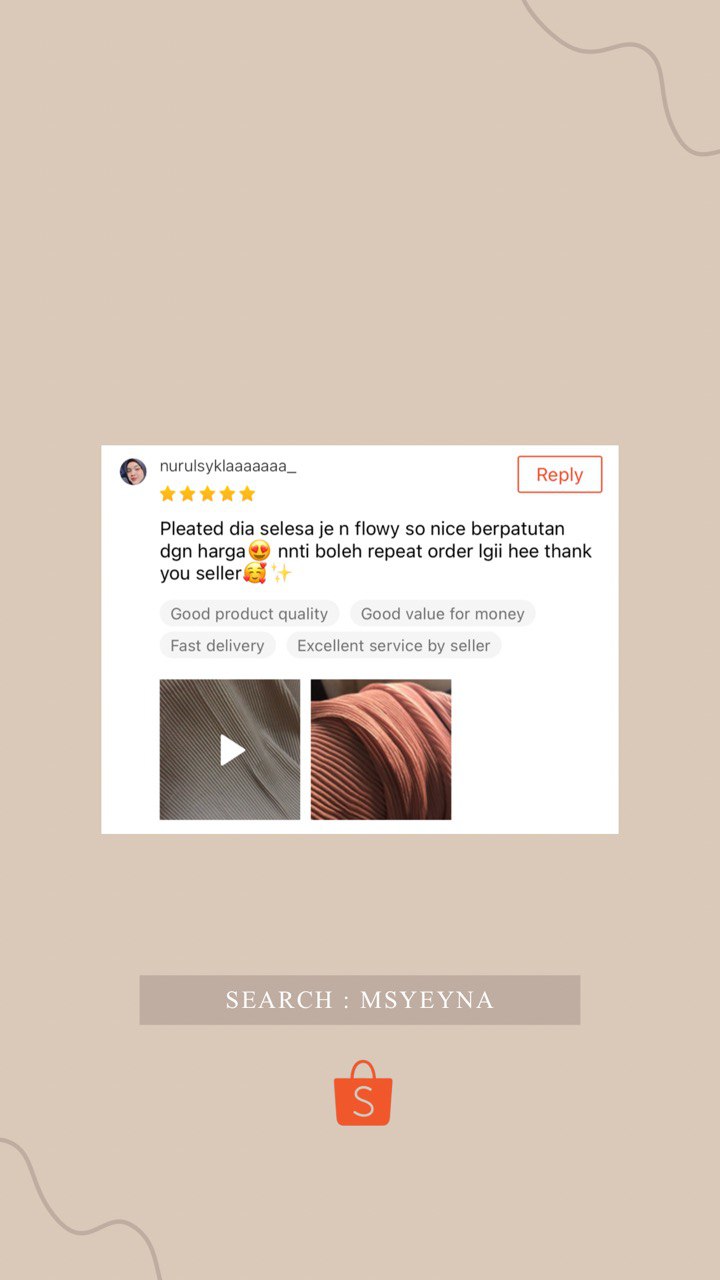 nurulsyklaaaaaaa_
Reply
Pleated dia selesa je n flowy so nice berpatutan
dgn harga😍 nnti boleh repeat order lgii hee thank
you seller🥰✨
Good product quality
Good value for money
Fast delivery
Excellent service by seller
SEARCH : MSYEYNA
S